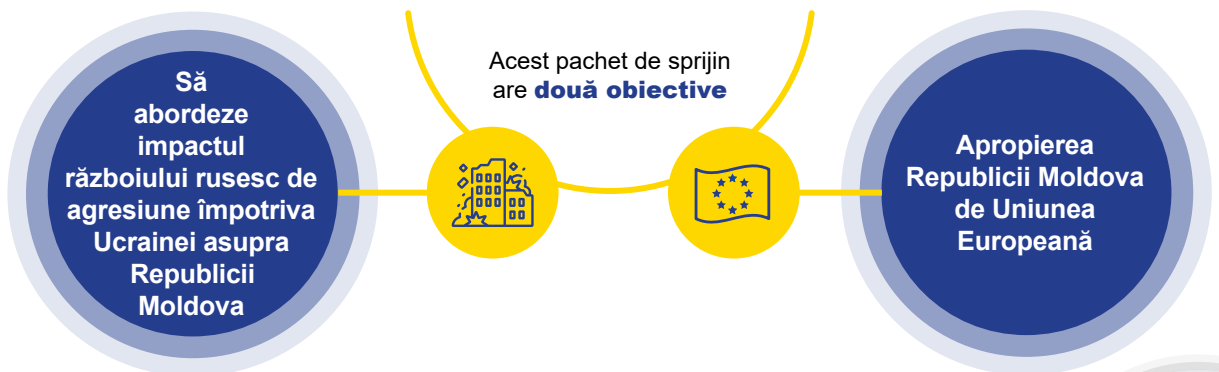 Acest pachet de sprijin
are două obiective
Să
abordeze
impactul
războiului rusesc de
agresiune împotriva
Ucrainei asupra
Republicii
Moldova
Apropierea
Republicii Moldova
de Uniunea
Europeană